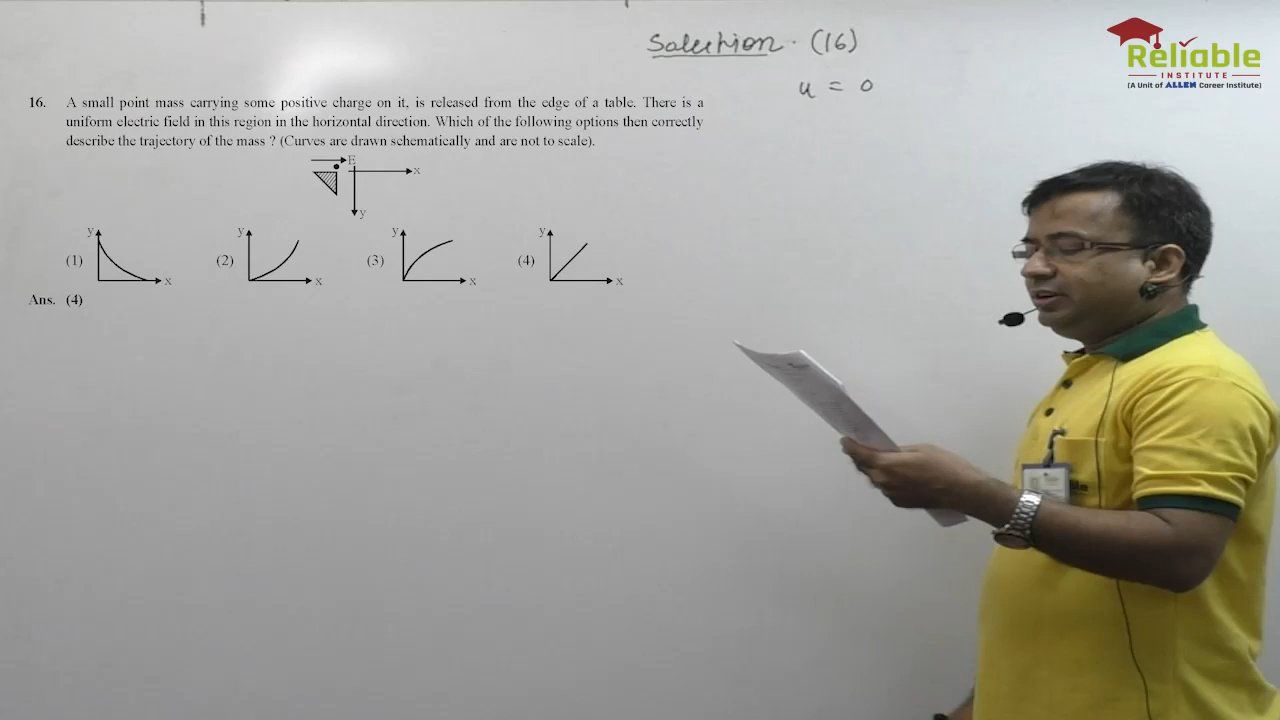 Solution. (16)
u = 0
Reliable
INSTITUTE
(A Unit of ALLEN Career Institute)
16. A small point mass carrying some positive charge on it, is released from the edge of a table. There is a
uniform electric field in this region in the horizontal direction. Which of the following options then correctly
describe the trajectory of the mass ? (Curves are drawn schematically and are not to scale).
E
x
y
(1) y x (2) y x (3) y x (4) y x
Ans. (4)